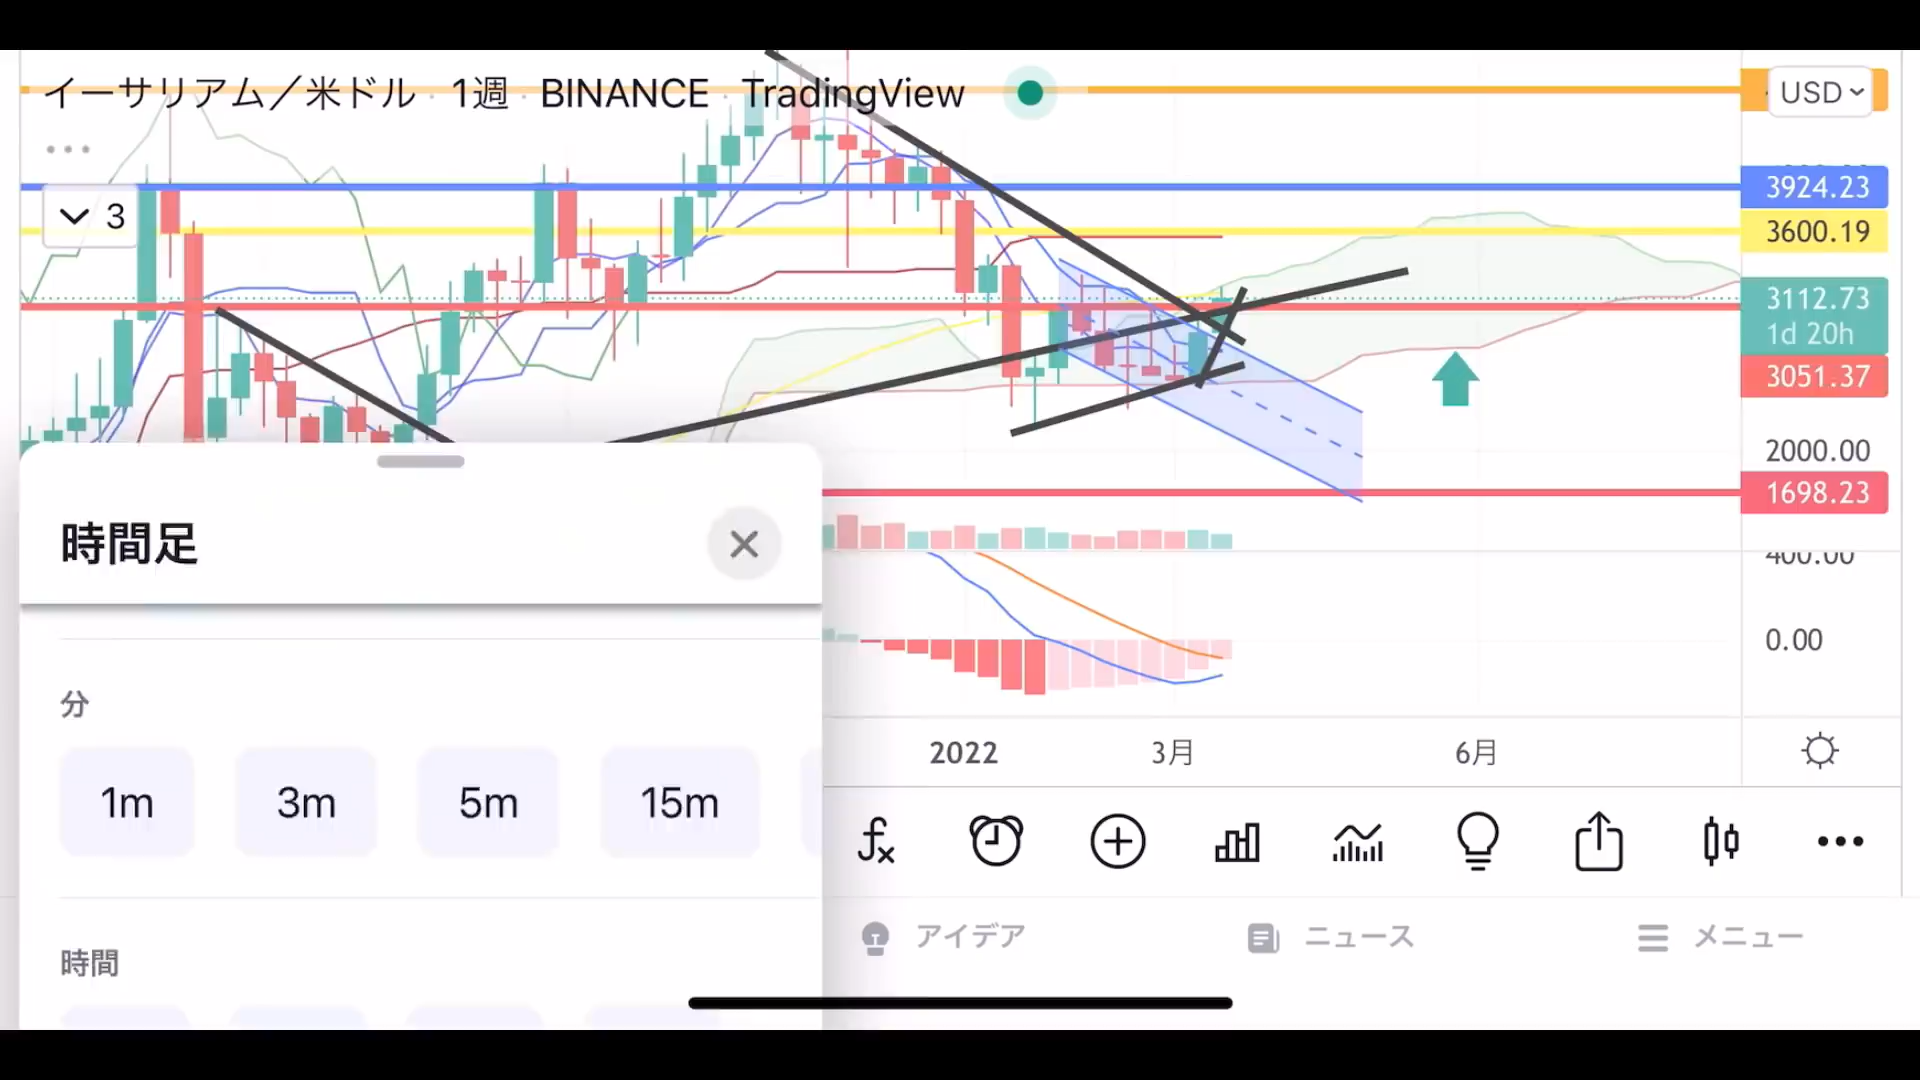 イーサリアム／米ドル · 1週 · BINANCE · TradingView
USD
3924.23
3
3600.19
3112.73
1d 20h
3051.37
2000.00
1698.23
時間足
400.00
0.00
分
2022
3月
6月
1m
3m
5m
15m
アイデア
ニュース
メニュー
時間